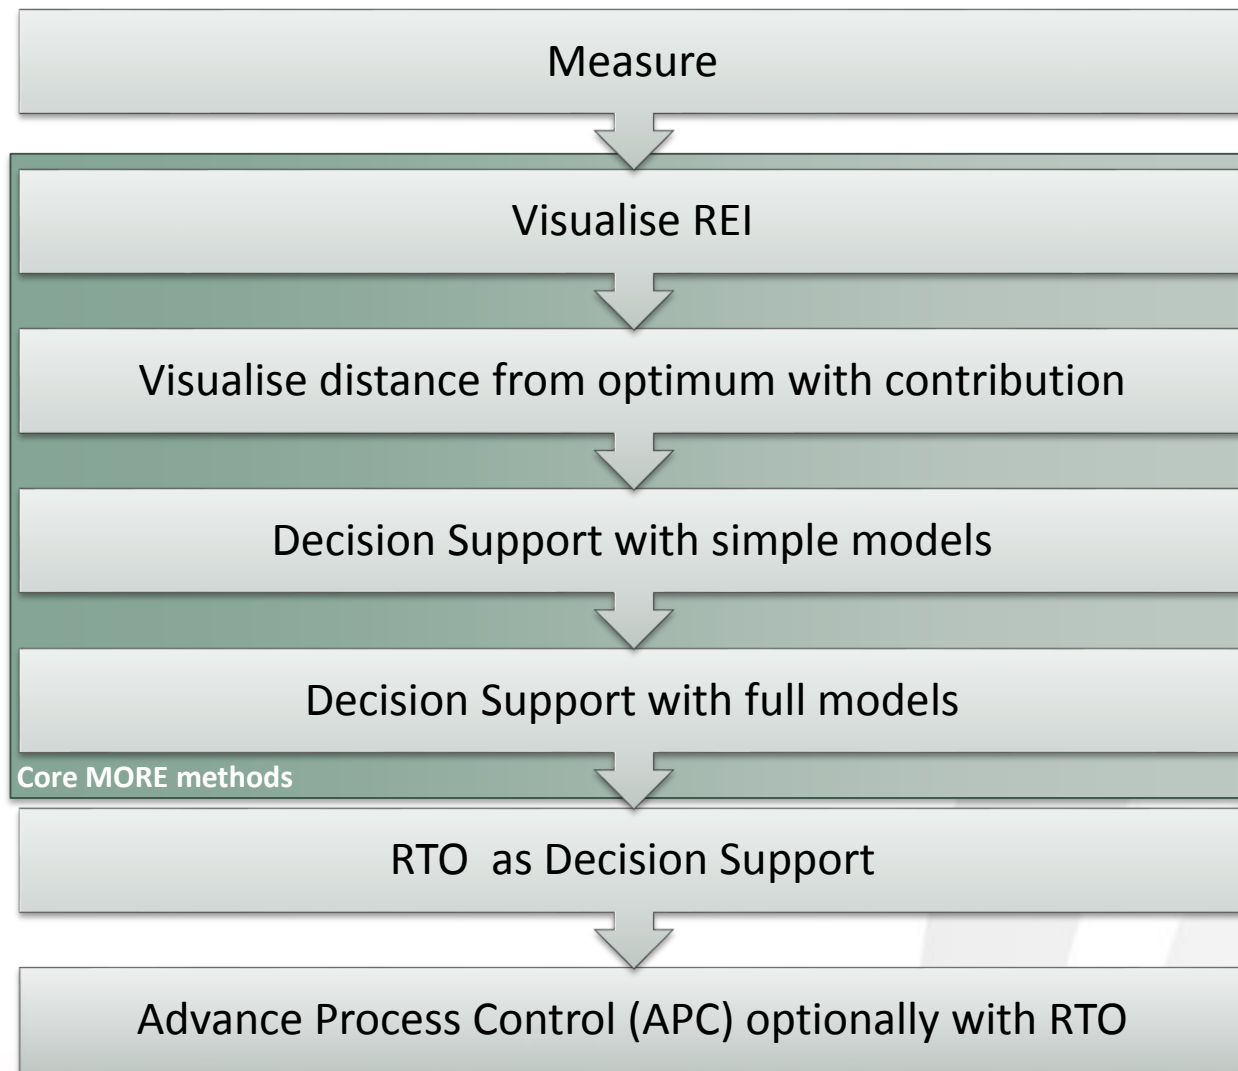 Measure
Visualise REI
Visualise distance from optimum with contribution
Decision Support with simple models
Decision Support with full models
Core MORE methods
RTO  as Decision Support
Advance Process Control (APC) optionally with RTO